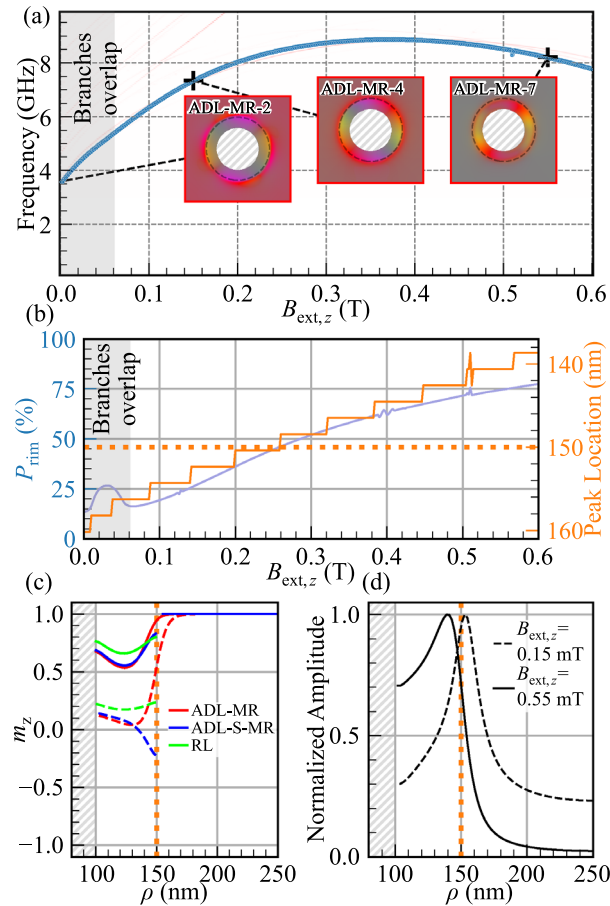 (a)
Frequency (GHz)
8
6
4
2
Branches
overlap
ADL-MR-2
ADL-MR-4
ADL-MR-7
0.0 0.1 0.2 0.3 0.4 0.5 0.6
B_ext,z (T)
(b)
P_rim (%)
100
75
50
25
0
Branches
overlap
140
150
160
Peak Location (nm)
0.0 0.1 0.2 0.3 0.4 0.5 0.6
B_ext,z (T)
(c)
m_z
1.0
0.5
0.0
−0.5
−1.0
ADL-MR
ADL-S-MR
RL
100 150 200 250
ρ (nm)
(d)
Normalized Amplitude
1.0
0.5
0.0
B_ext,z=
0.15 mT
B_ext,z=
0.55 mT
100 150 200 250
ρ (nm)